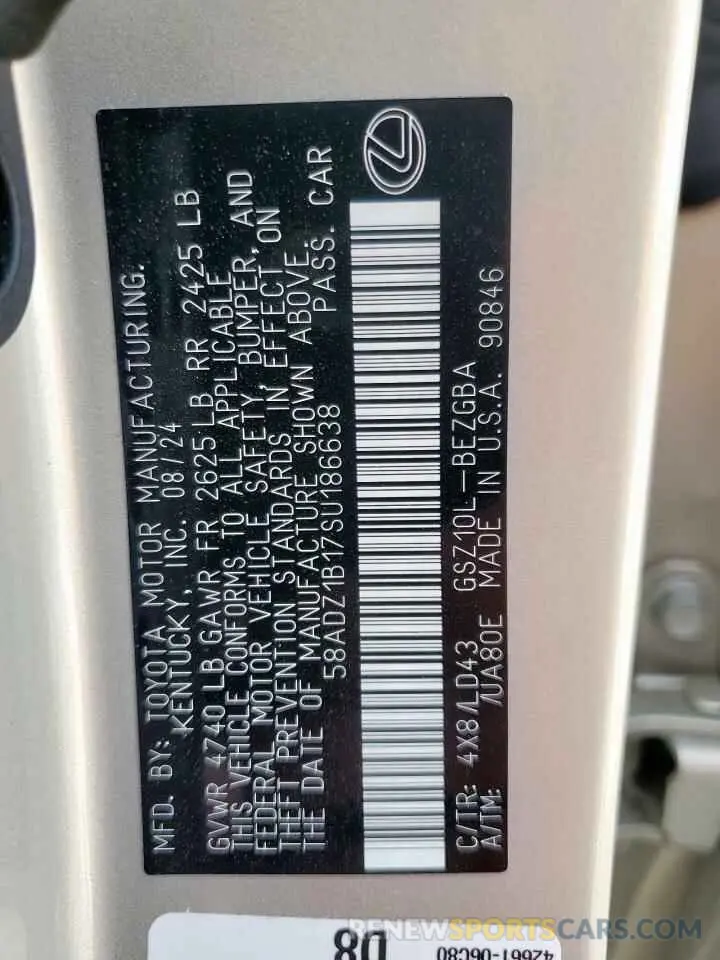 MFD. BY: TOYOTA MOTOR MANUFACTURING.
KENTUCKY, INC. 08/24
GVWR 4740 LB GAWR FR 2625 LB RR 2425 LB
THIS VEHICLE CONFORMS TO ALL APPLICABLE
FEDERAL MOTOR VEHICLE SAFETY, BUMPER, AND
THEFT PREVENTION STANDARDS IN EFFECT ON
THE DATE OF MANUFACTURE SHOWN ABOVE.
58ADZ1B17SU186638 PASS. CAR
C/TR: 4X8/LD43 GSZ10L-BEZGBA
A/TM: /UA80E MADE IN U.S.A. 90846
D8
42661-06C80
RENEWSPORTSCARS.COM